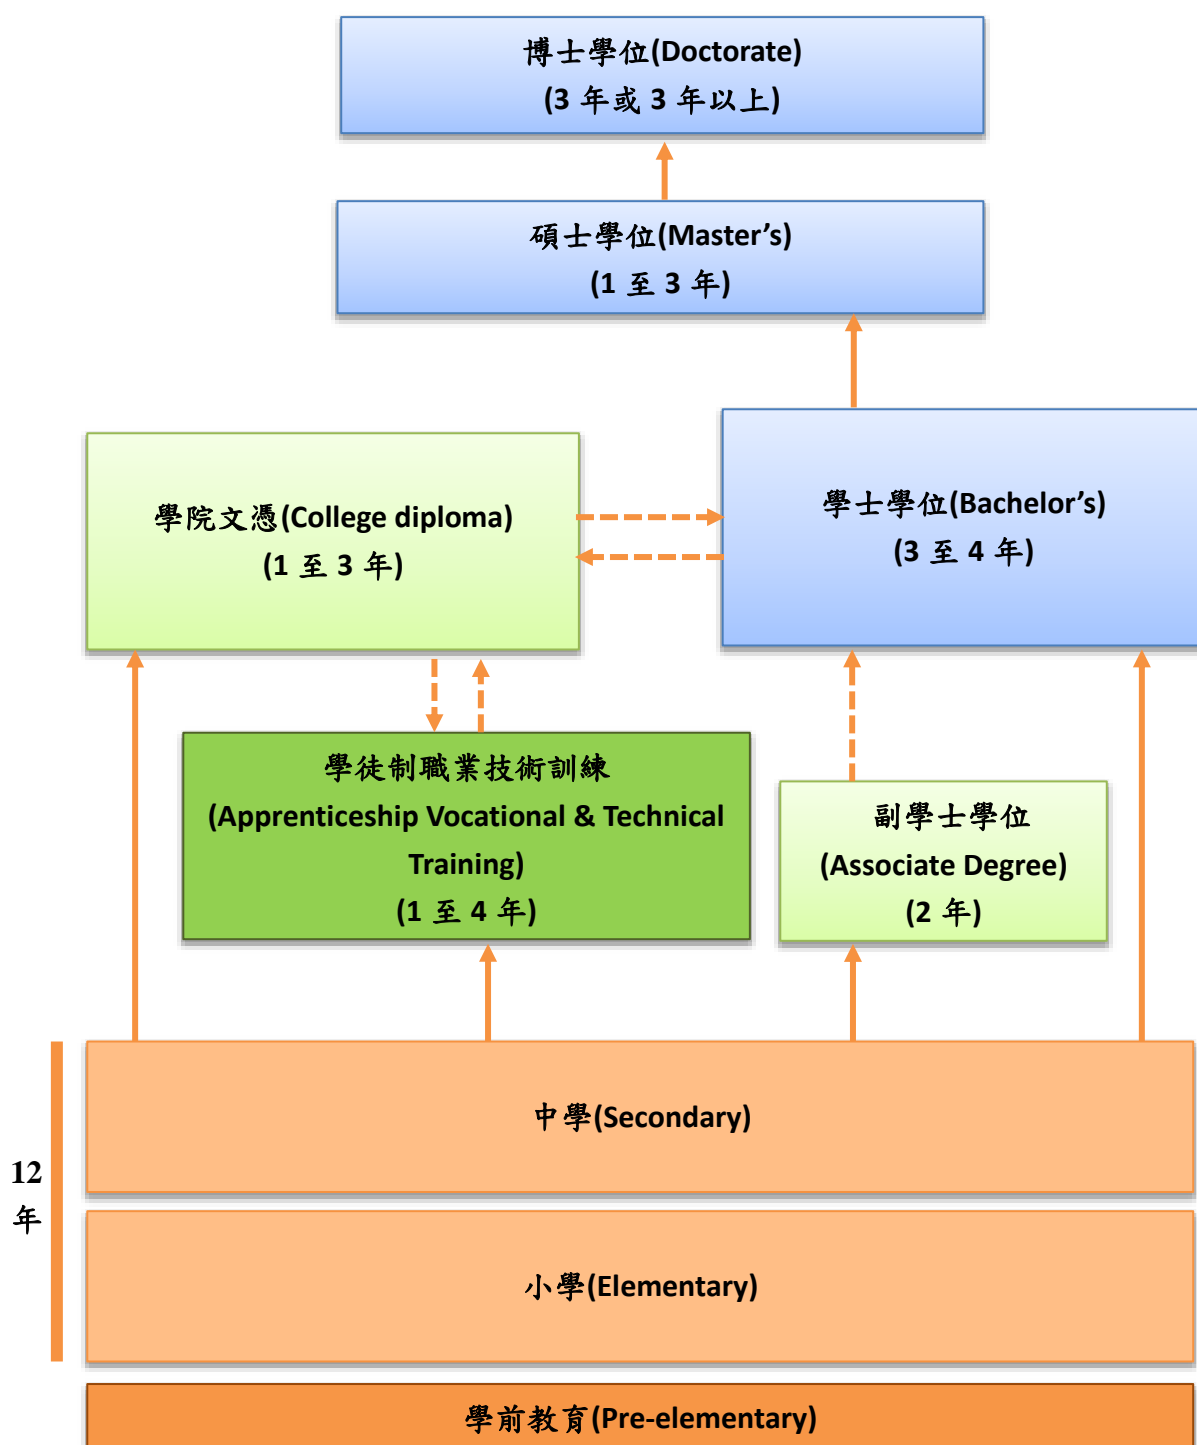 博士學位(Doctorate)
(3 年或 3 年以上)
碩士學位(Master’s)
(1 至 3 年)
學院文憑(College diploma)
(1 至 3 年)
學士學位(Bachelor’s)
(3 至 4 年)
學徒制職業技術訓練
(Apprenticeship Vocational & Technical
Training)
(1 至 4 年)
副學士學位
(Associate Degree)
(2 年)
中學(Secondary)
12
年
小學(Elementary)
學前教育(Pre-elementary)